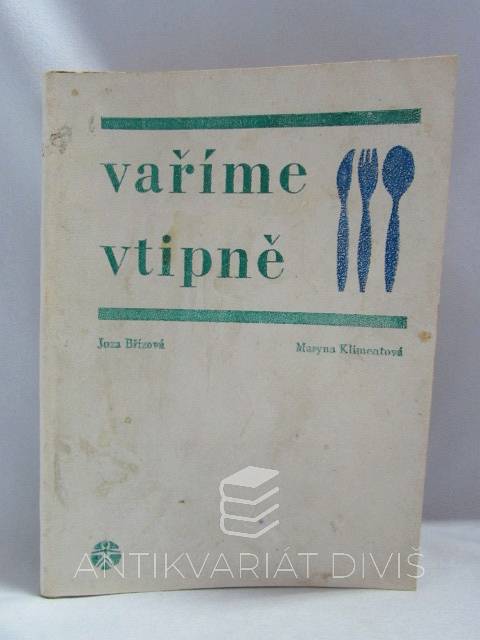 vaříme
vtipně
Joza Břízová Maryna Klimentová
ANTIKVARIÁT DIVIŠ